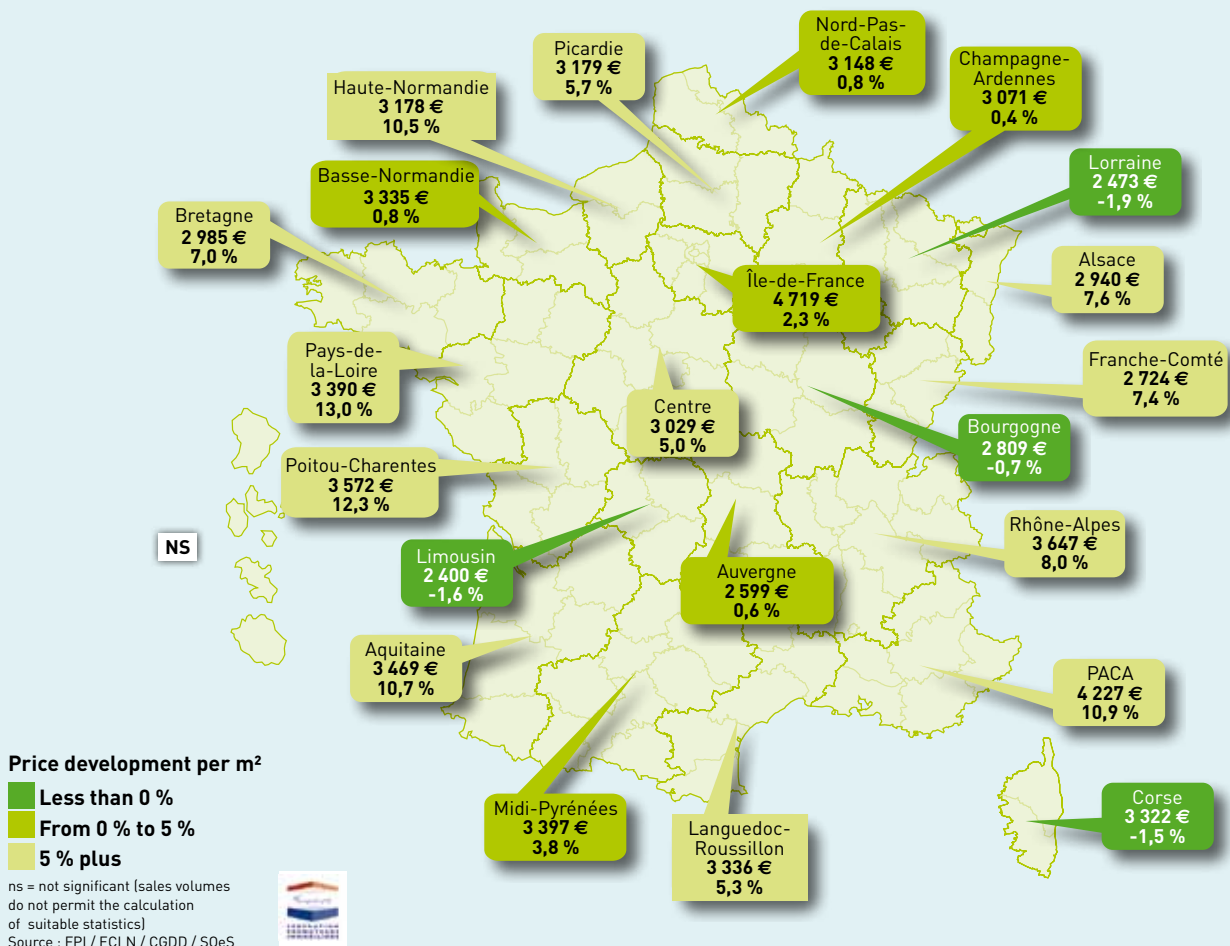 Nord-Pas-
de-Calais
3 148 €
0,8 %
Picardie
3 179 €
5,7 %
Champagne-
Ardennes
3 071 €
0,4 %
Haute-Normandie
3 178 €
10,5 %
Lorraine
2 473 €
-1,9 %
Basse-Normandie
3 335 €
0,8 %
Bretagne
2 985 €
7,0 %
Alsace
2 940 €
7,6 %
Île-de-France
4 719 €
2,3 %
Pays-de-
la-Loire
3 390 €
13,0 %
Franche-Comté
2 724 €
7,4 %
Centre
3 029 €
5,0 %
Bourgogne
2 809 €
-0,7 %
Poitou-Charentes
3 572 €
12,3 %
Rhône-Alpes
3 647 €
8,0 %
NS
Limousin
2 400 €
-1,6 %
Auvergne
2 599 €
0,6 %
Aquitaine
3 469 €
10,7 %
PACA
4 227 €
10,9 %
Midi-Pyrénées
3 397 €
3,8 %
Languedoc-
Roussillon
3 336 €
5,3 %
Corse
3 322 €
-1,5 %
Price development per m²
Less than 0 %
From 0 % to 5 %
5 % plus
ns = not significant (sales volumes
do not permit the calculation
of suitable statistics)
Source : FPI / ECLN / CGDD / SOeS